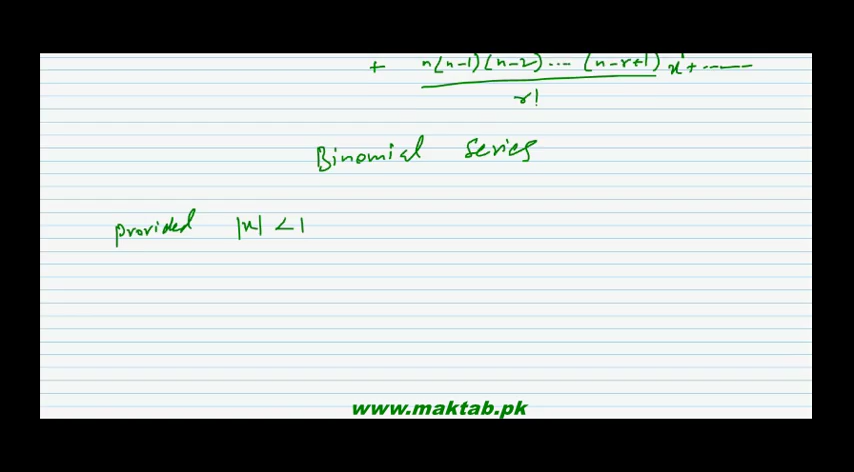 + n(n-1)(n-2)... (n-r+1) x^r + ------
r!
Binomial series
provided |x| < 1
www.maktab.pk